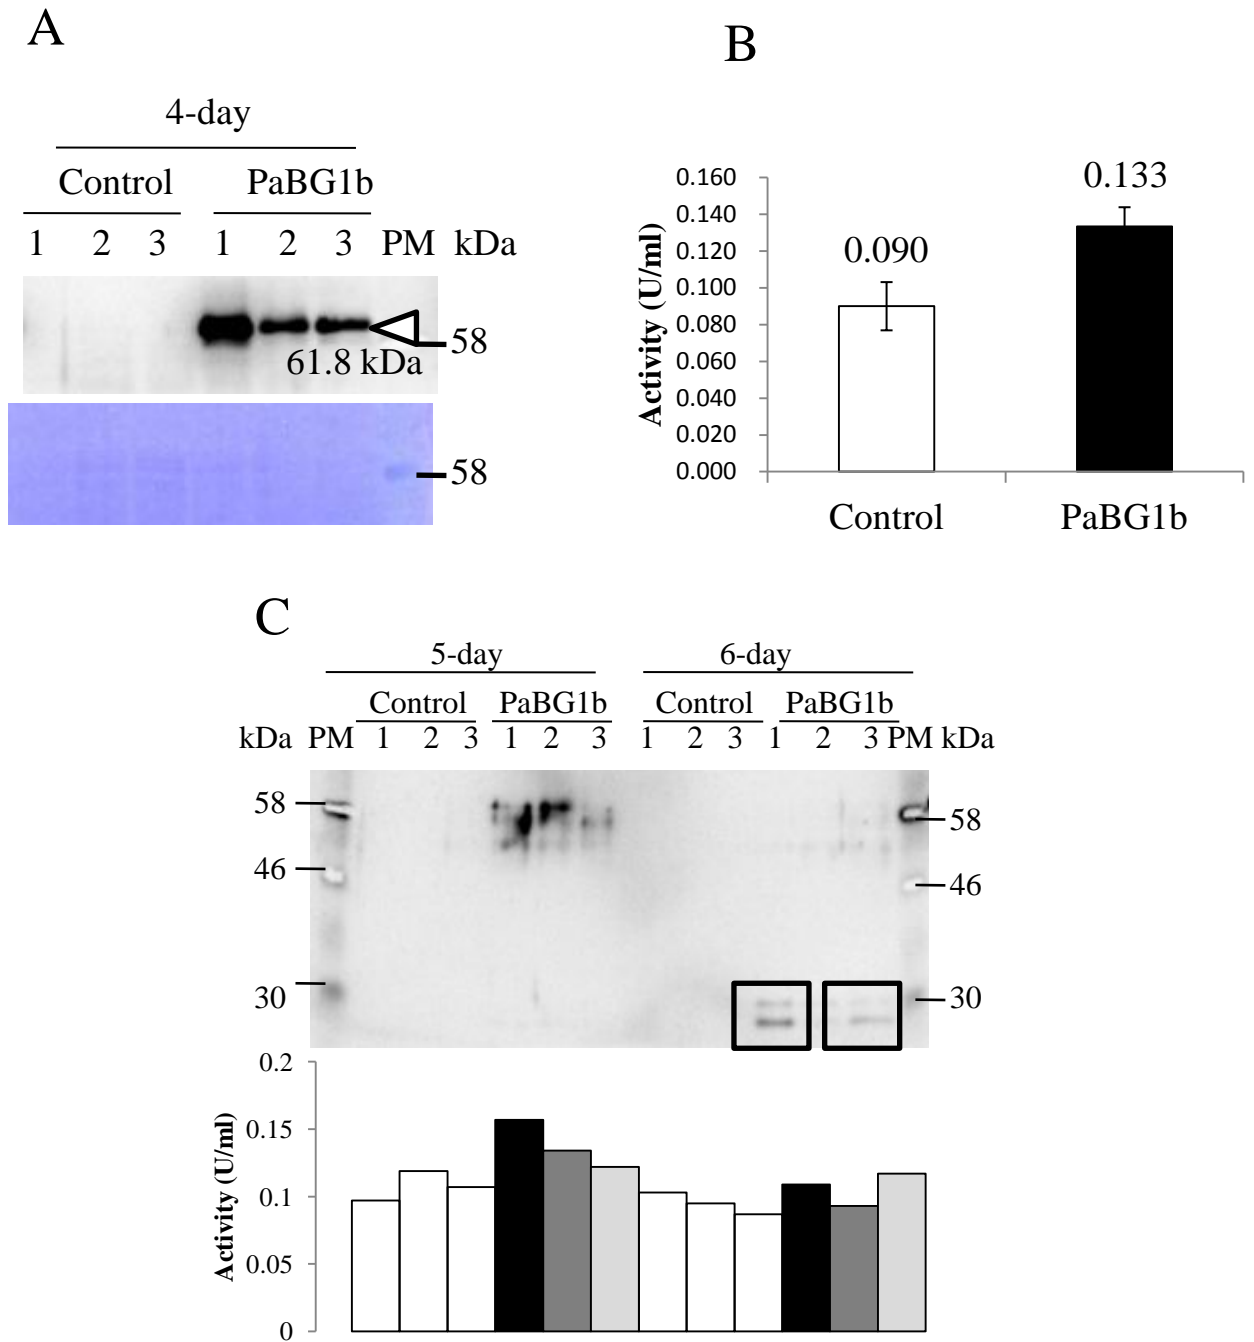 A
4-day
Control PaBG1b
1 2 3 1 2 3 PM kDa
58
61.8 kDa
58
B
Activity (U/ml)
0.160
0.140
0.120
0.100
0.080
0.060
0.040
0.020
0.000
0.090
0.133
Control PaBG1b
C
5-day 6-day
Control PaBG1b Control PaBG1b
kDa PM 1 2 3 1 2 3 1 2 3 1 2 3 PM kDa
58 58
46 46
30 30
Activity (U/ml)
0.2
0.15
0.1
0.05
0